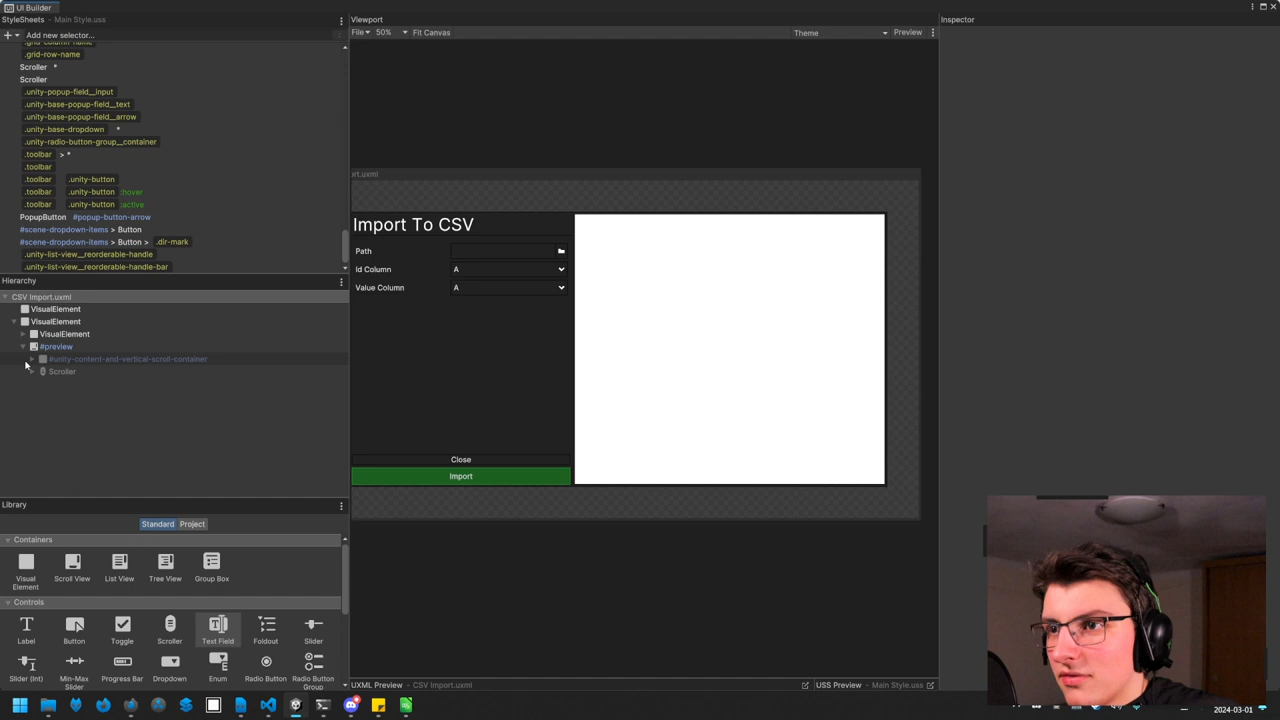 UI Builder
StyleSheets - Main Style.uss
Add new selector...
.grid-row-name
Scroller *
Scroller
.unity-popup-field__input
.unity-base-popup-field__text
.unity-base-popup-field__arrow
.unity-base-dropdown *
.unity-radio-button-group__container
.toolbar > *
.toolbar
.toolbar .unity-button
.toolbar .unity-button :hover
.toolbar .unity-button :active
PopupButton #popup-button-arrow
#scene-dropdown-items > Button
#scene-dropdown-items > Button > .dir-mark
.unity-list-view__reorderable-handle
.unity-list-view__reorderable-handle-bar
Hierarchy
CSV Import.uxml
VisualElement
VisualElement
VisualElement
#preview
#unity-content-and-vertical-scroll-container
Scroller
Library
Standard Project
Containers
Visual Element
Scroll View
List View
Tree View
Group Box
Controls
Label
Button
Toggle
Scroller
Text Field
Foldout
Slider
Slider (Int)
Min-Max Slider
Progress Bar
Dropdown
Enum
Radio Button
Radio Button Group
Viewport
File 50% Fit Canvas
Theme
Preview
ort.uxml
Import To CSV
Path
Id Column A
Value Column A
Close
Import
UXML Preview - CSV Import.uxml
USS Preview - Main Style.uss
Inspector
2024-03-01